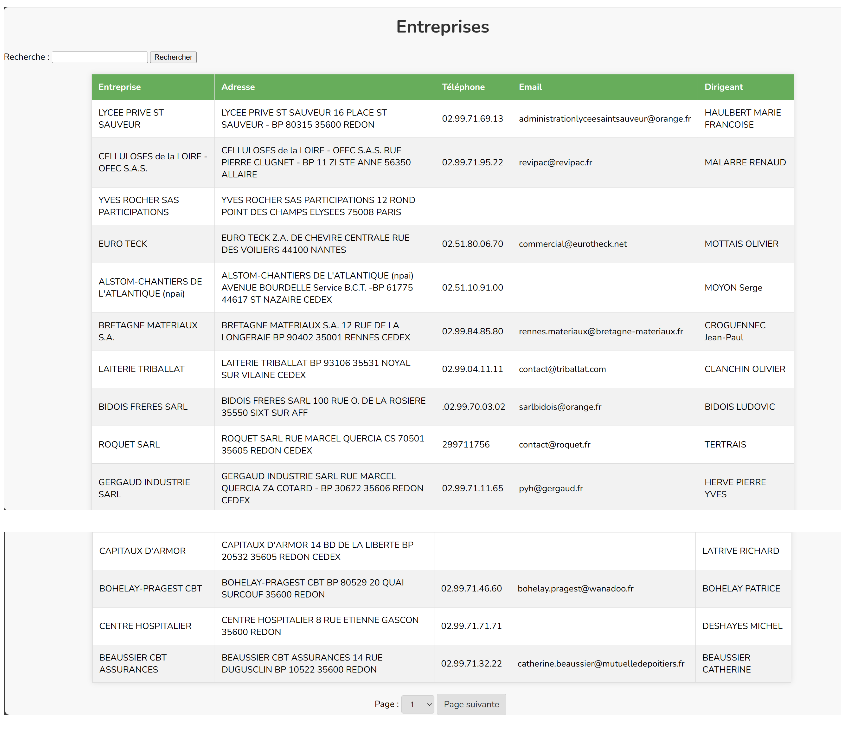 Entreprises
Recherche : Rechercher
Entreprise Adresse Téléphone Email Dirigeant
LYCEE PRIVE ST LYCEE PRIVE ST SAUVEUR 16 PLACE ST HAULBERT MARIE
02.99.71.69.13 administrationlyceesaintsauveur@orange.fr
SAUVEUR SAUVEUR - BP 80315 35600 REDON FRANCOISE
CELLULOSES de la LOIRE - CELLULOSES de la LOIRE - OFEC S.A.S. RUE
OFEC S.A.S. PIERRE CLUGNET - BP 11 ZI STE ANNE 56350 02.99.71.95.22 revipac@revipac.fr MALARRE RENAUD
ALLAIRE
YVES ROCHER SAS YVES ROCHER SAS PARTICIPATIONS 12 ROND
PARTICIPATIONS POINT DES CHAMPS ELYSEES 75008 PARIS
EURO TECK EURO TECK Z.A. DE CHEVIRE CENTRALE RUE 02.51.80.06.70 commercial@eurotheck.net MOTTAIS OLIVIER
DES VOILIERS 44100 NANTES
ALSTOM-CHANTIERS DE ALSTOM-CHANTIERS DE L'ATLANTIQUE (npai)
L'ATLANTIQUE (npai) AVENUE BOURDELLE Service B.C.T. -BP 61775 02.51.10.91.00 MOYON Serge
44617 ST NAZAIRE CEDEX
BRETAGNE MATERIAUX BRETAGNE MATERIAUX S.A. 12 RUE DE LA CROGUENNEC
02.99.84.85.80 rennes.materiaux@bretagne-materiaux.fr
S.A. LONGERAIE BP 90402 35001 RENNES CEDEX Jean-Paul
LAITERIE TRIBALLAT LAITERIE TRIBALLAT BP 93106 35531 NOYAL 02.99.04.11.11 contact@triballat.com CLANCHIN OLIVIER
SUR VILAINE CEDEX
BIDOIS FRERES SARL BIDOIS FRERES SARL 100 RUE O. DE LA ROSIERE .02.99.70.03.02 sarlbidois@orange.fr BIDOIS LUDOVIC
35550 SIXT SUR AFF
ROQUET SARL ROQUET SARL RUE MARCEL QUERCIA CS 70501 299711756 contact@roquet.fr TERTRAIS
35605 REDON CEDEX
GERGAUD INDUSTRIE GERGAUD INDUSTRIE SARL RUE MARCEL HERVE PIERRE
SARL QUERCIA ZA COTARD - BP 30622 35606 REDON 02.99.71.11.65 pyh@gergaud.fr YVES
CEDEX
CAPITAUX D'ARMOR CAPITAUX D'ARMOR 14 BD DE LA LIBERTE BP LATRIVE RICHARD
20532 35605 REDON CEDEX
BOHELAY-PRAGEST CBT BOHELAY-PRAGEST CBT BP 80529 20 QUAI 02.99.71.46.60 bohelay.pragest@wanadoo.fr BOHELAY PATRICE
SURCOUF 35600 REDON
CENTRE HOSPITALIER CENTRE HOSPITALIER 8 RUE ETIENNE GASCON 02.99.71.71.71 DESHAYES MICHEL
35600 REDON
BEAUSSIER CBT BEAUSSIER CBT ASSURANCES 14 RUE BEAUSSIER
02.99.71.32.22 catherine.beaussier@mutuelledepoitiers.fr
ASSURANCES DUGUSCLIN BP 10522 35600 REDON CATHERINE
Page : 1 Page suivante